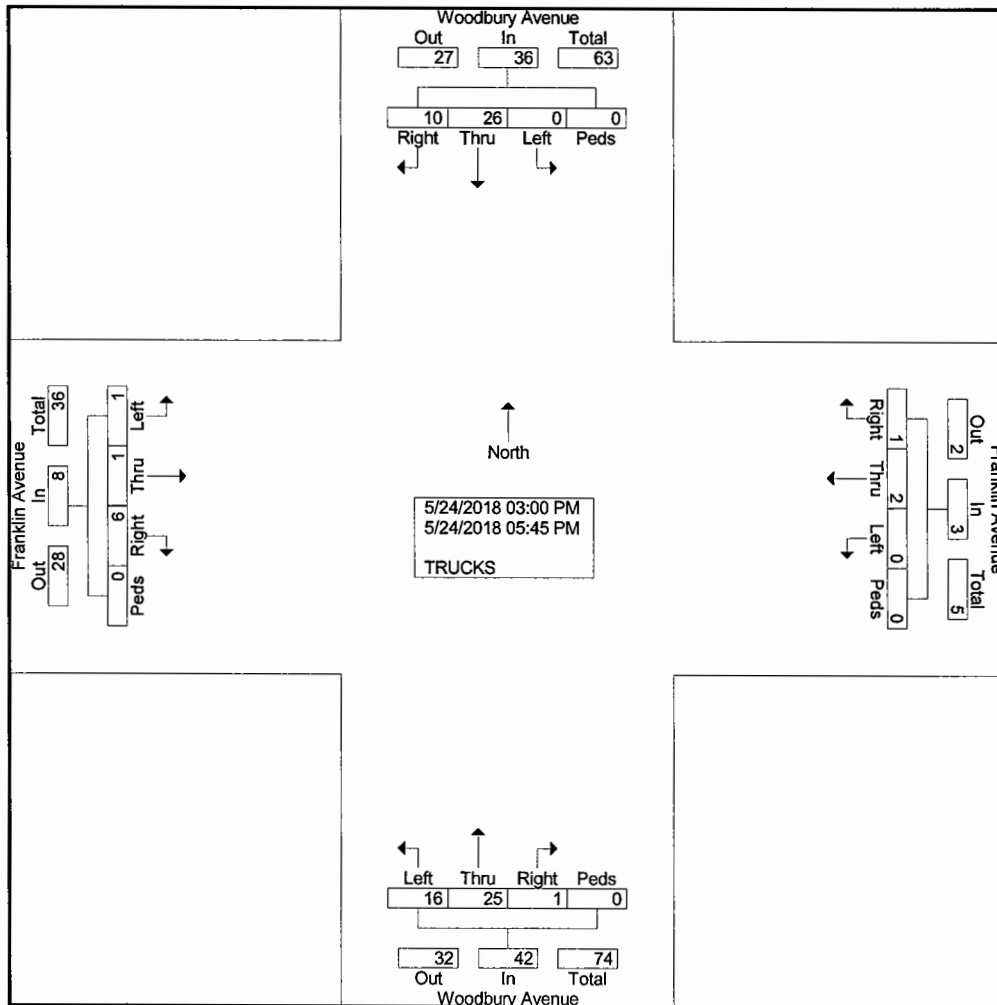 Woodbury Avenue
Out In Total
27 36 63
10 26 0 0
Right Thru Left Peds
Franklin Avenue
Total In Out
36 8 28
1 1 6 0
Left Thru Right Peds
North
5/24/2018 03:00 PM
5/24/2018 05:45 PM
TRUCKS
Right Thru Left Peds
1 2 0 0
Out In Total
2 3 5
Franklin Avenue
Left Thru Right Peds
16 25 1 0
32 42 74
Out In Total
Woodbury Avenue